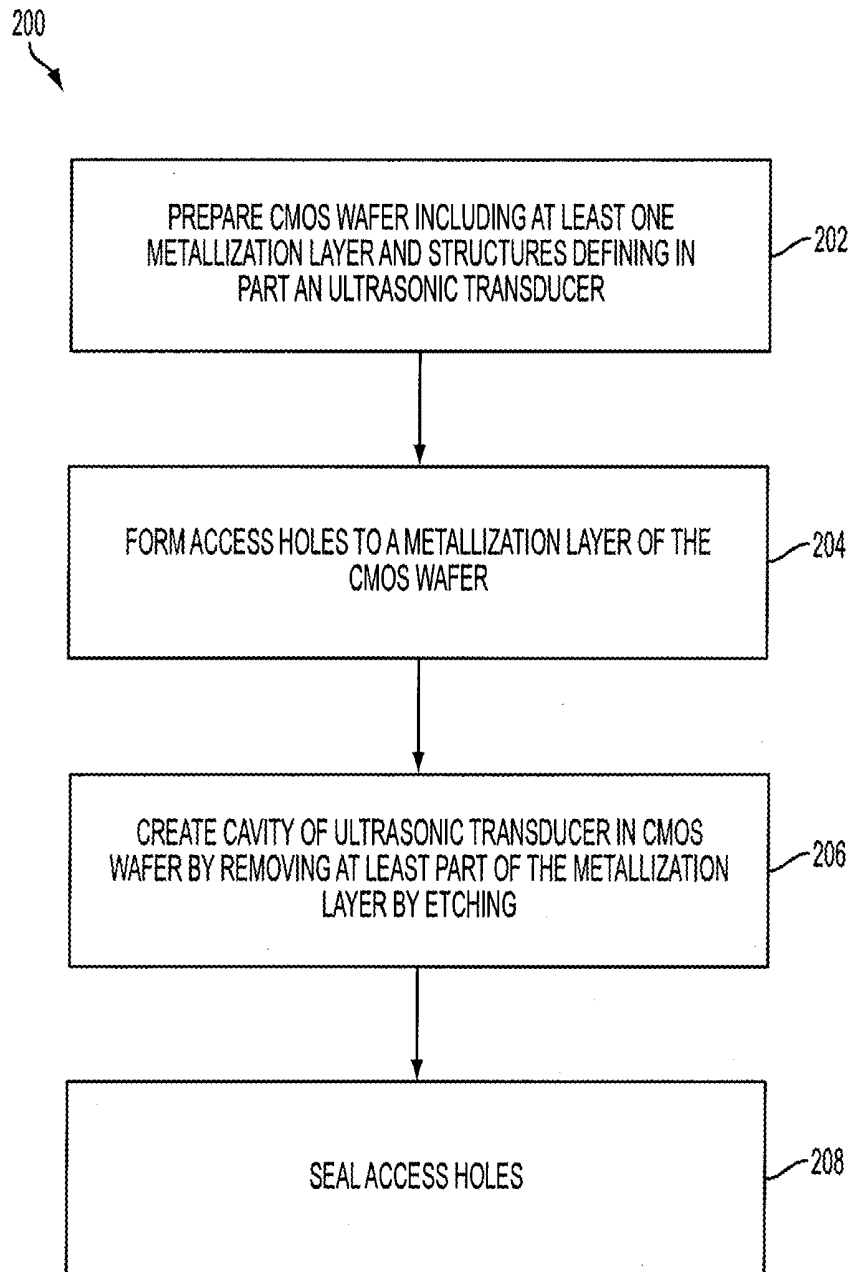 200
PREPARE CMOS WAFER INCLUDING AT LEAST ONE
METALLIZATION LAYER AND STRUCTURES DEFINING IN
PART AN ULTRASONIC TRANSDUCER
202
FORM ACCESS HOLES TO A METALLIZATION LAYER OF THE
CMOS WAFER
204
CREATE CAVITY OF ULTRASONIC TRANSDUCER IN CMOS
WAFER BY REMOVING AT LEAST PART OF THE METALLIZATION
LAYER BY ETCHING
206
SEAL ACCESS HOLES
208